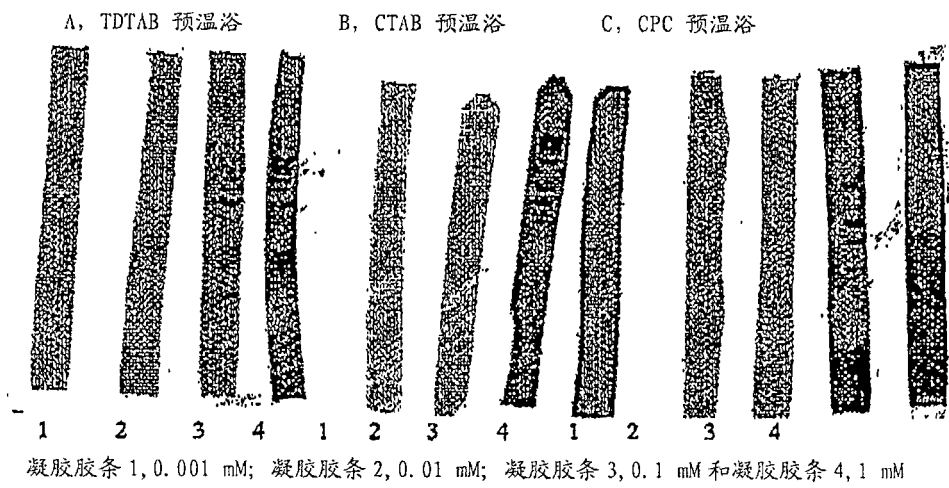 A, TDTAB 预温浴 B, CTAB 预温浴 C, CPC 预温浴
1 2 3 4 1 2 3 4 1 2 3 4
凝胶胶条 1,0.001 mM; 凝胶胶条 2,0.01 mM; 凝胶胶条 3,0.1 mM 和凝胶胶条 4,1 mM